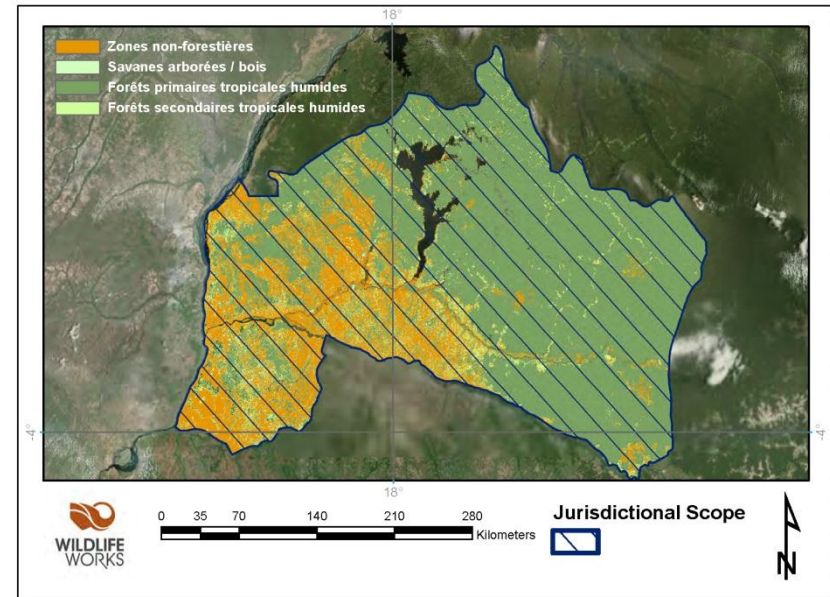 18°
Zones non-forestières
Savanes arborées / bois
Forêts primaires tropicales humides
Forêts secondaires tropicales humides
-4°
-4°
18°
WILDLIFE
WORKS
0 35 70 140 210 280
Kilometers
Jurisdictional Scope
N